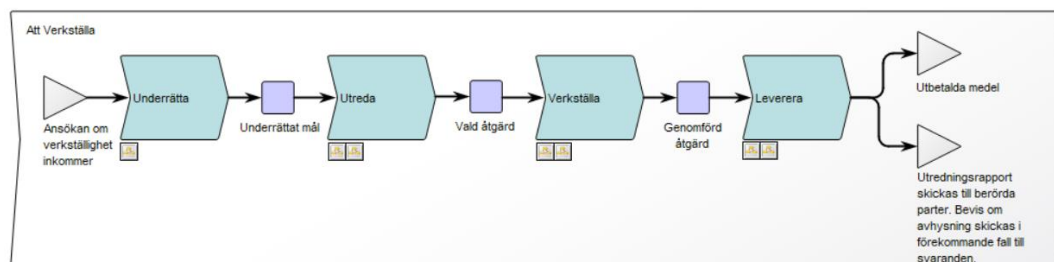 Att Verkställa
Ansökan om
verkställighet
inkommer
Underrätta
Underrättat mål
Utreda
Vald åtgärd
Verkställa
Genomförd
åtgärd
Leverera
Utbetalda medel
Utredningsrapport
skickas till berörda
parter. Bevis om
avhysning skickas i
förekommande fall till
svaranden.